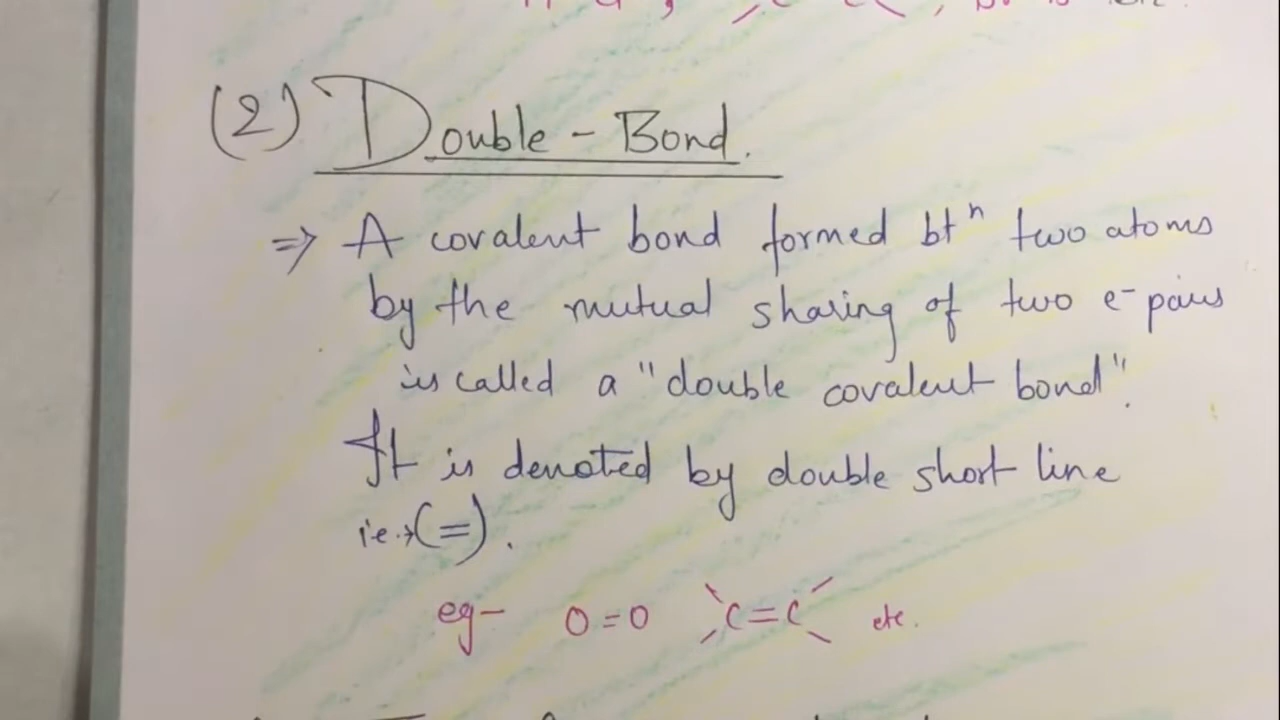 (2) Double - Bond.
⇒ A covalent bond formed btⁿ two atoms
by the mutual sharing of two e⁻ pairs
is called a "double covalent bond".
It is denoted by double short line
i.e.→(=).
eg- O=O >C=C< etc.